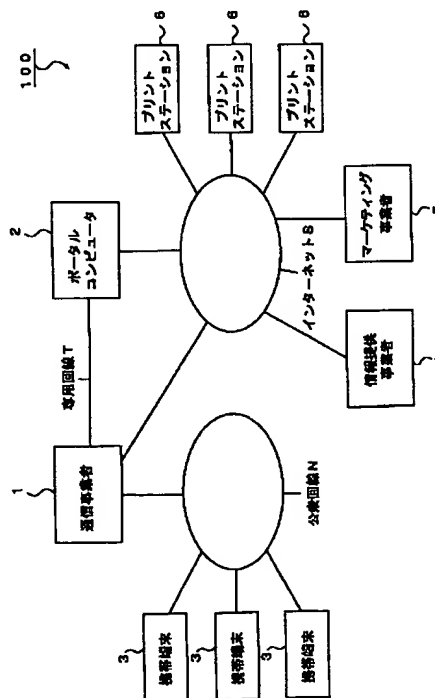 100
1
通信事業者
専用回線T
2
ポータル
コンピュータ
3
携帯端末
3
携帯端末
3
携帯端末
公衆回線N
インターネットS
6
プリント
ステーション
6
プリント
ステーション
6
プリント
ステーション
情報提供
事業者
マーケティング
事業者